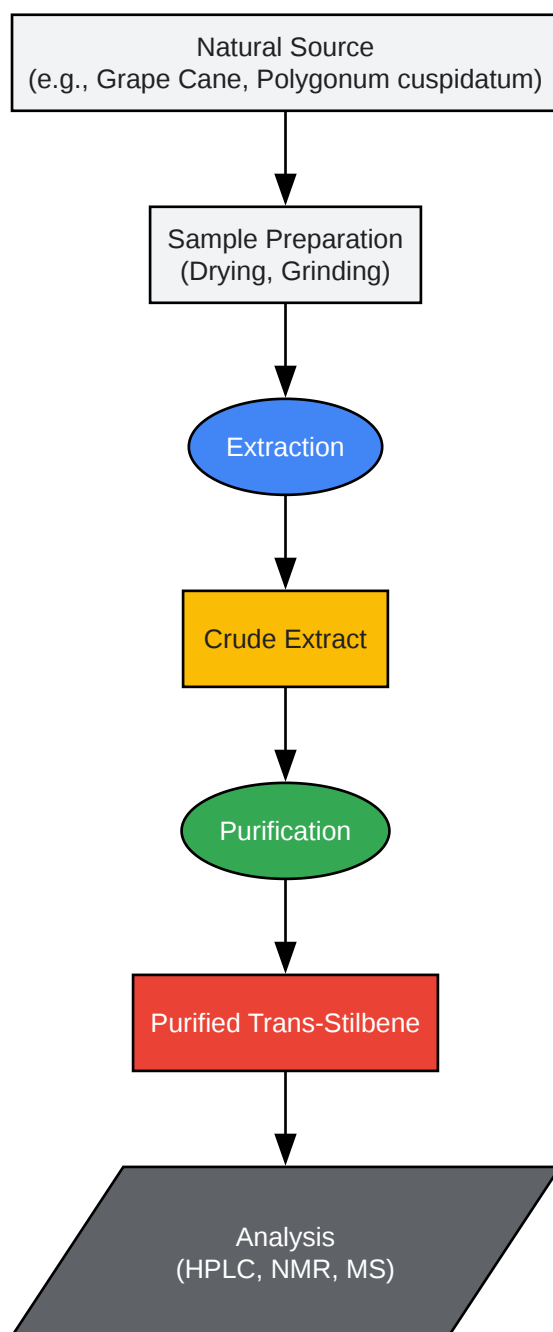 Natural Source
(e.g., Grape Cane, Polygonum cuspidatum)
Sample Preparation
(Drying, Grinding)
Extraction
Crude Extract
Purification
Purified Trans-Stilbene
Analysis
(HPLC, NMR, MS)